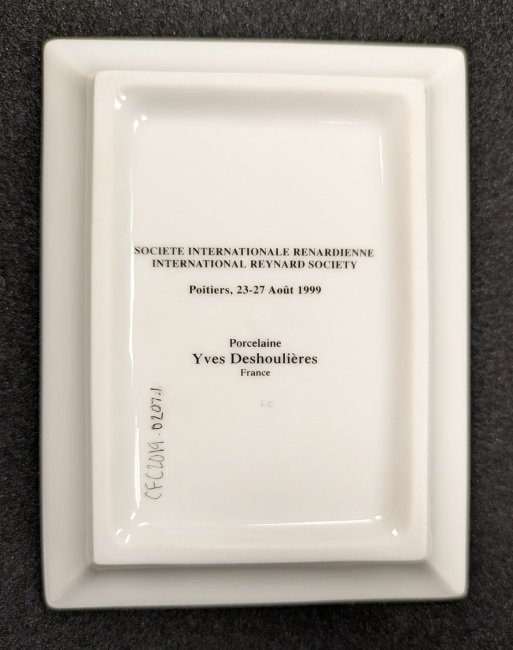 SOCIETE INTERNATIONALE RENARDIENNE
INTERNATIONAL REYNARD SOCIETY
Poitiers, 23-27 Août 1999
Porcelaine
Yves Deshoulières
France
CFC2019.0207.1